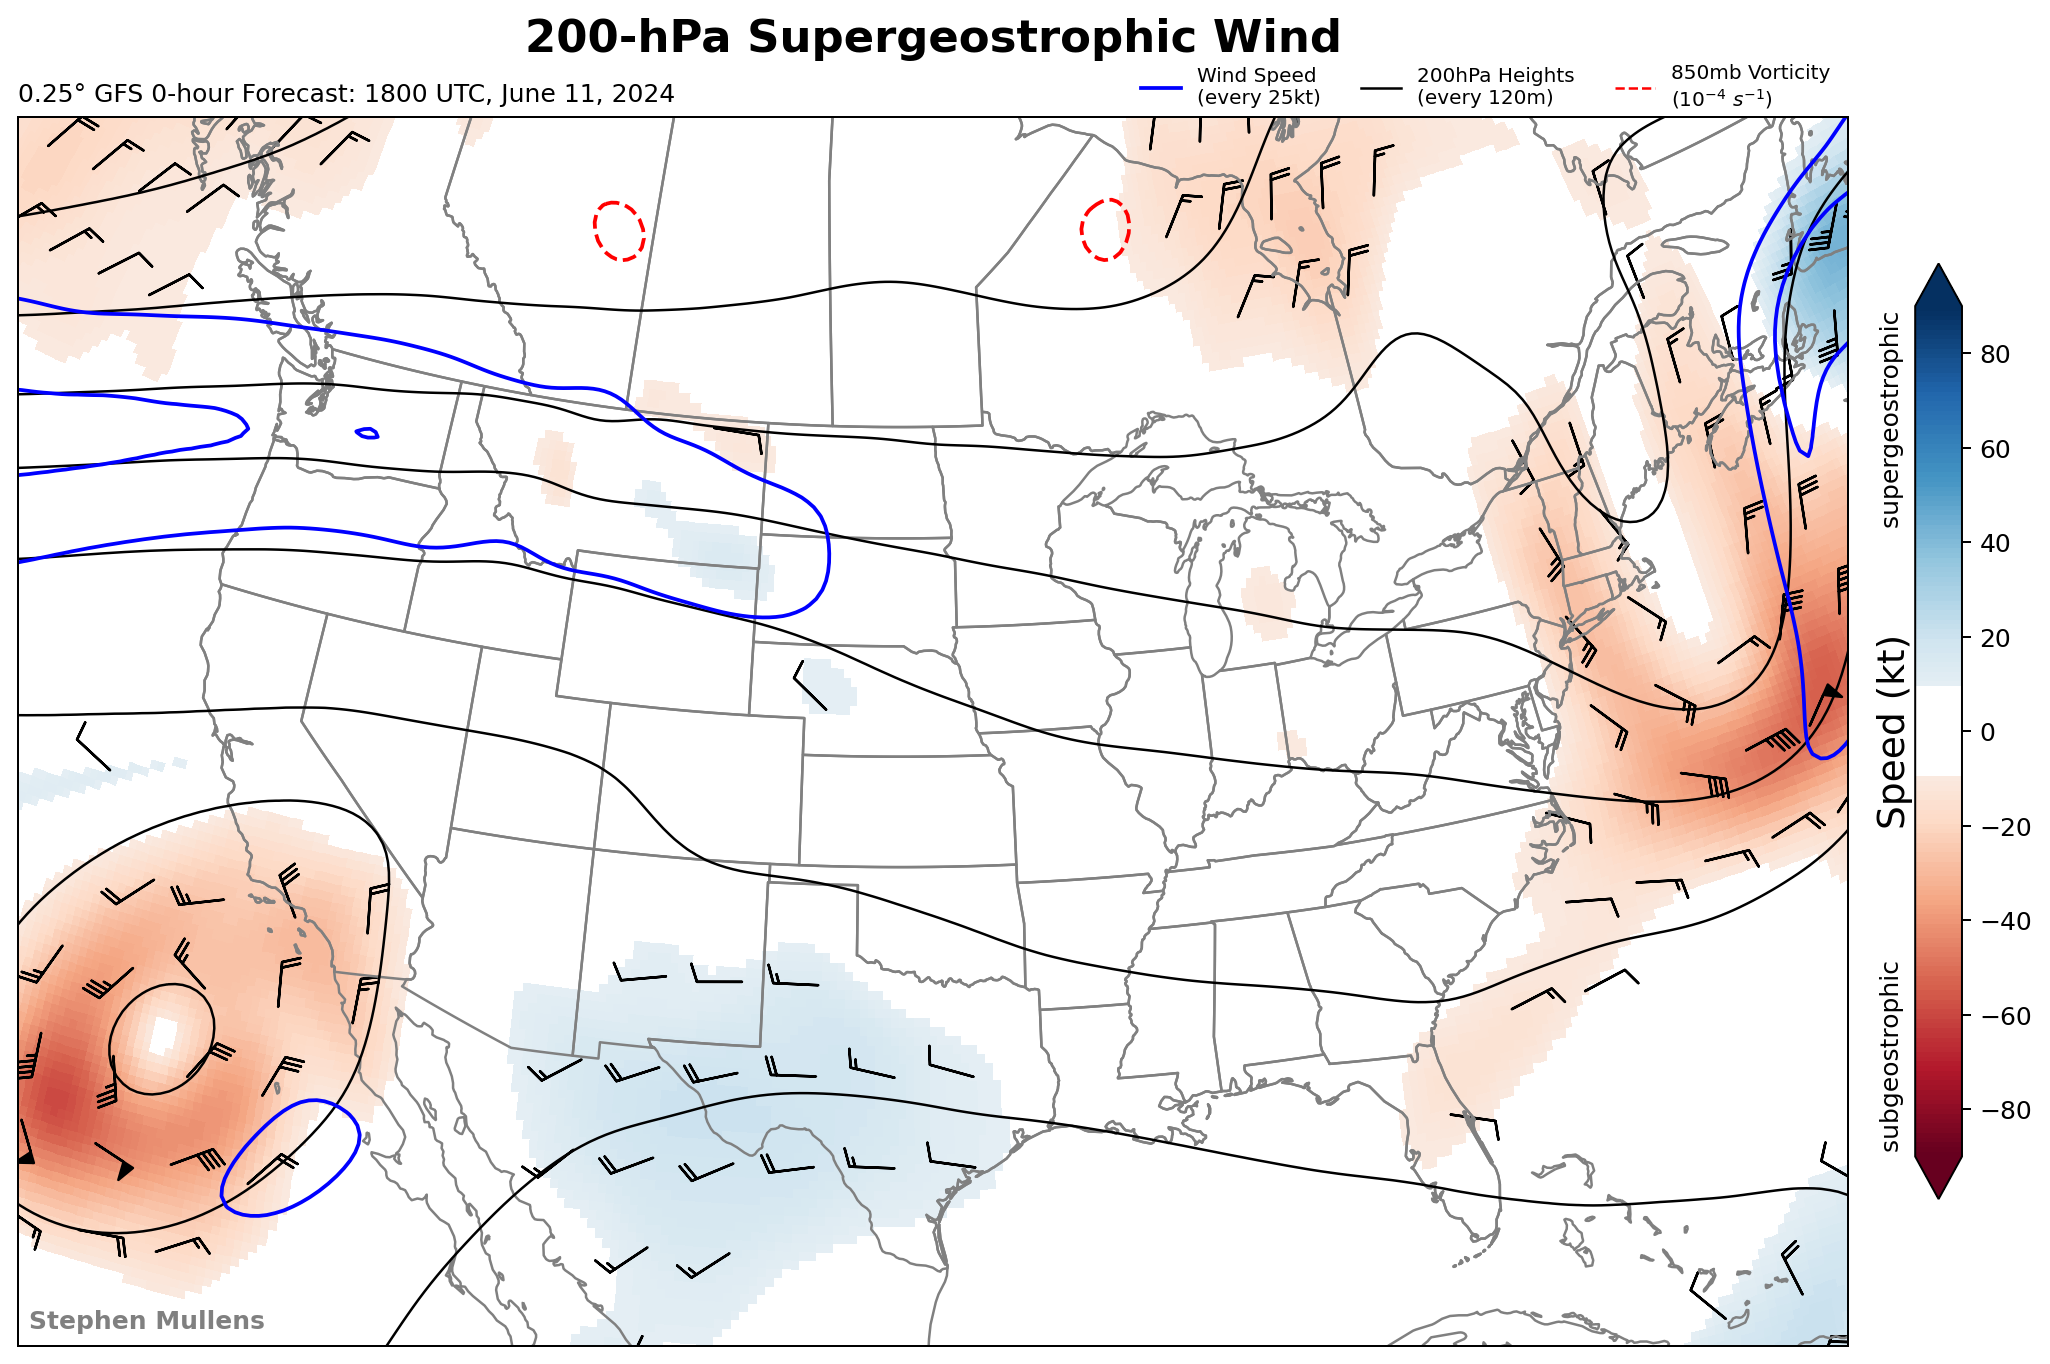 200-hPa Supergeostrophic Wind
0.25° GFS 0-hour Forecast: 1800 UTC, June 11, 2024
Wind Speed
(every 25kt)
200hPa Heights
(every 120m)
850mb Vorticity
(10⁻⁴ s⁻¹)
supergeostrophic
Speed (kt)
subgeostrophic
80
60
40
20
0
−20
−40
−60
−80
Stephen Mullens